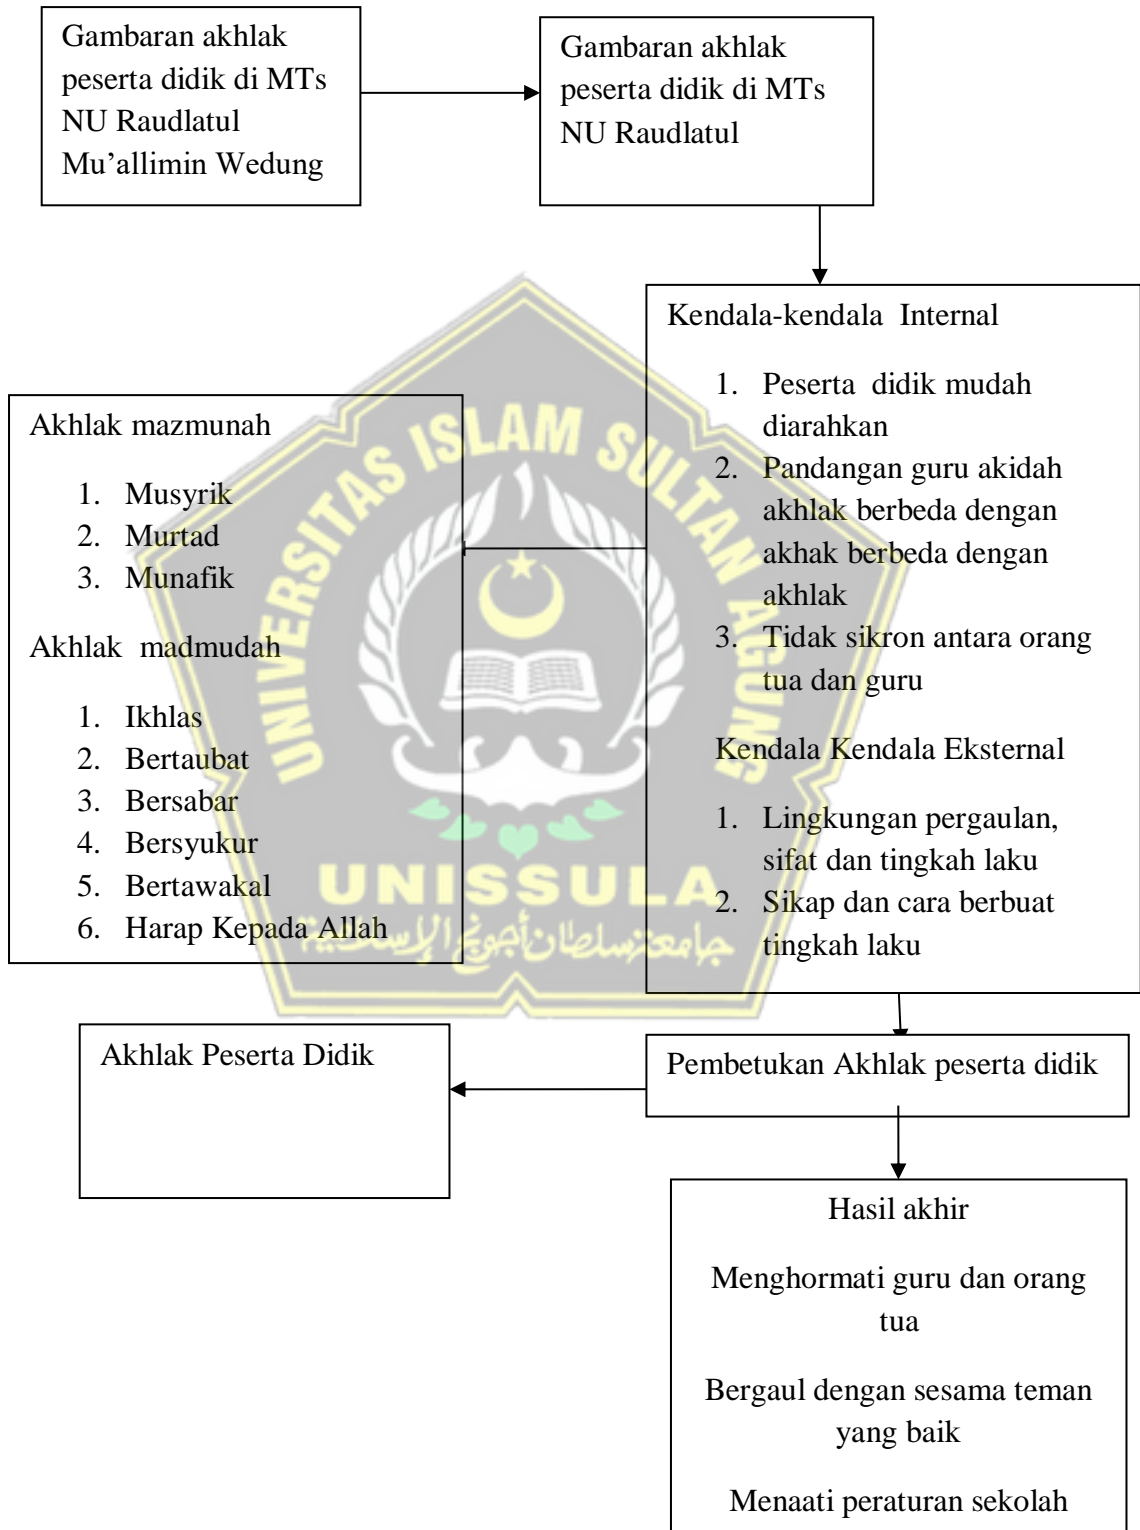 Gambaran akhlak
peserta didik di MTs
NU Raudlatul
Mu’allimin Wedung
Gambaran akhlak
peserta didik di MTs
NU Raudlatul
Kendala-kendala Internal
1. Peserta didik mudah
diarahkan
2. Pandangan guru akidah
akhlak berbeda dengan
akhak berbeda dengan
akhlak
3. Tidak sikron antara orang
tua dan guru
Kendala Kendala Eksternal
1. Lingkungan pergaulan,
sifat dan tingkah laku
2. Sikap dan cara berbuat
tingkah laku
Akhlak mazmunah
1. Musyrik
2. Murtad
3. Munafik
Akhlak madmudah
1. Ikhlas
2. Bertaubat
3. Bersabar
4. Bersyukur
5. Bertawakal
6. Harap Kepada Allah
UNIVERSITAS ISLAM SULTAN AGUNG
UNISSULA
جامعة سلطان أجونج الإسلامية
Akhlak Peserta Didik
Pembetukan Akhlak peserta didik
Hasil akhir
Menghormati guru dan orang
tua
Bergaul dengan sesama teman
yang baik
Menaati peraturan sekolah